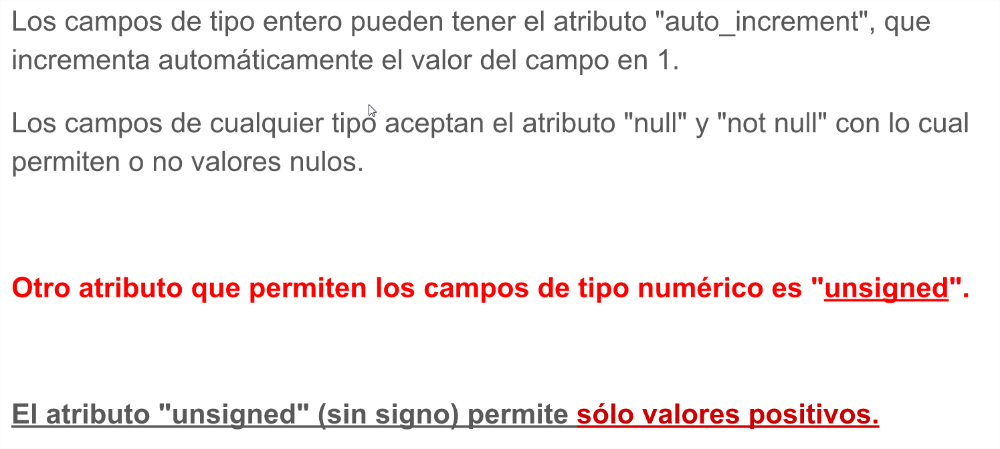 Los campos de tipo entero pueden tener el atributo "auto_increment", que
incrementa automáticamente el valor del campo en 1.
Los campos de cualquier tipo aceptan el atributo "null" y "not null" con lo cual
permiten o no valores nulos.
Otro atributo que permiten los campos de tipo numérico es "unsigned".
El atributo "unsigned" (sin signo) permite sólo valores positivos.